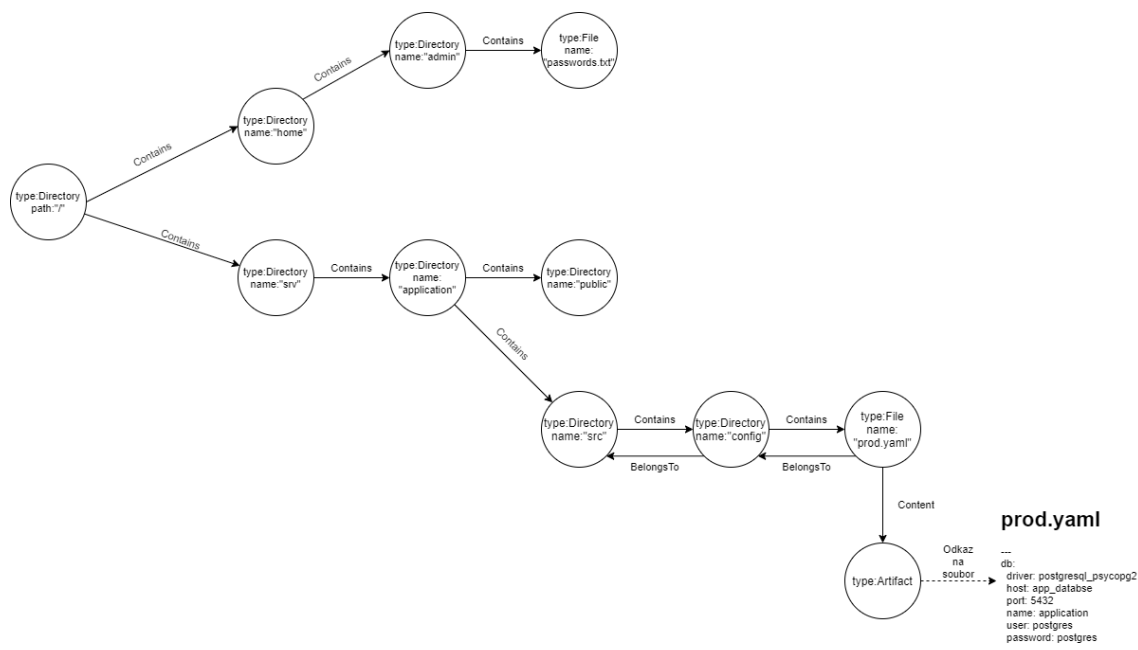 type:Directory
name:"admin"
Contains
type:File
name:
"passwords.txt"
Contains
type:Directory
name:"home"
Contains
type:Directory
path:"/"
Contains
type:Directory
name:"srv"
Contains
type:Directory
name:
"application"
Contains
type:Directory
name:"public"
Contains
type:Directory
name:"src"
Contains
type:Directory
name:"config"
Contains
type:File
name:
"prod.yaml"
BelongsTo
BelongsTo
Content
type:Artifact
Odkaz
na
soubor
prod.yaml
---
db:
driver: postgresql_psycopg2
host: app_databse
port: 5432
name: application
user: postgres
password: postgres